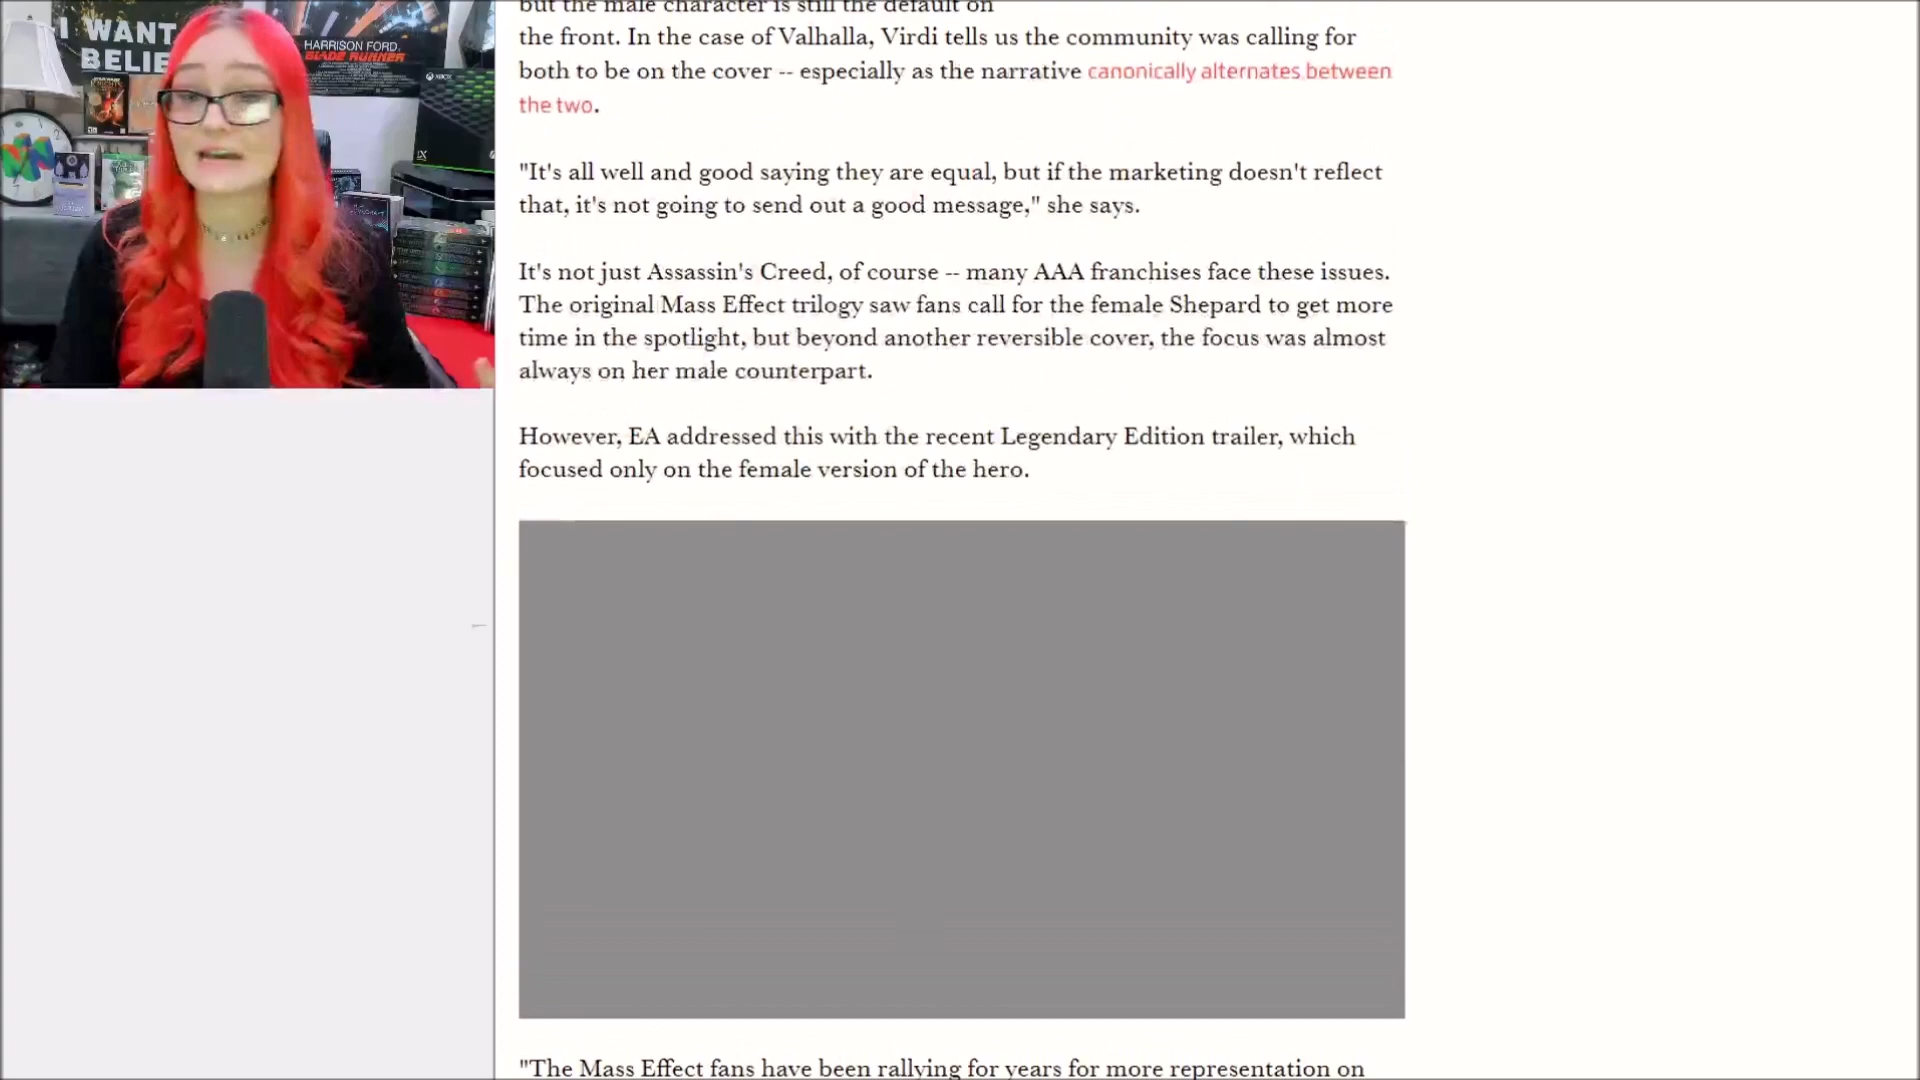 I WANT
BELIE
HARRISON FORD.
BLADE RUNNER
XBOX
but the male character is still the default on
the front. In the case of Valhalla, Virdi tells us the community was calling for
both to be on the cover -- especially as the narrative canonically alternates between
the two.
"It's all well and good saying they are equal, but if the marketing doesn't reflect
that, it's not going to send out a good message," she says.
It's not just Assassin's Creed, of course -- many AAA franchises face these issues.
The original Mass Effect trilogy saw fans call for the female Shepard to get more
time in the spotlight, but beyond another reversible cover, the focus was almost
always on her male counterpart.
However, EA addressed this with the recent Legendary Edition trailer, which
focused only on the female version of the hero.
"The Mass Effect fans have been rallying for years for more representation on